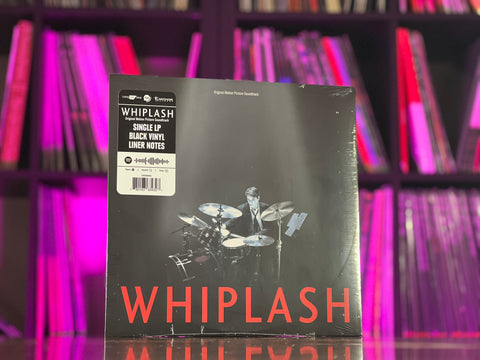 Original Motion Picture Soundtrack
WHIPLASH
Original Motion Picture Soundtrack
SINGLE LP
BLACK VINYL
LINER NOTES
WHIPLASH